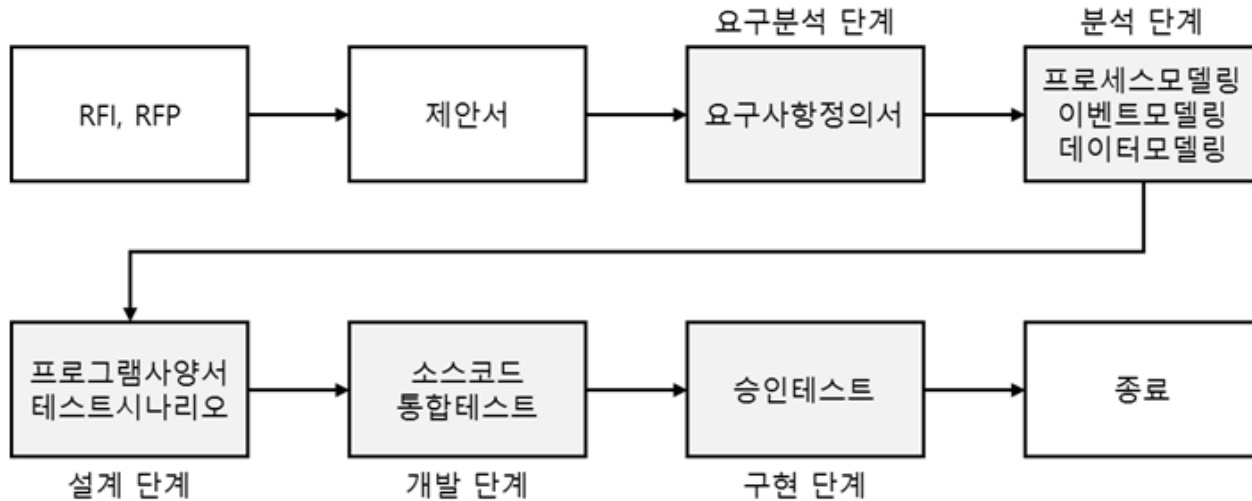 요구분석 단계
분석 단계
RFI, RFP
제안서
요구사항정의서
프로세스모델링
이벤트모델링
데이터모델링
프로그램사양서
테스트시나리오
소스코드
통합테스트
승인테스트
종료
설계 단계
개발 단계
구현 단계